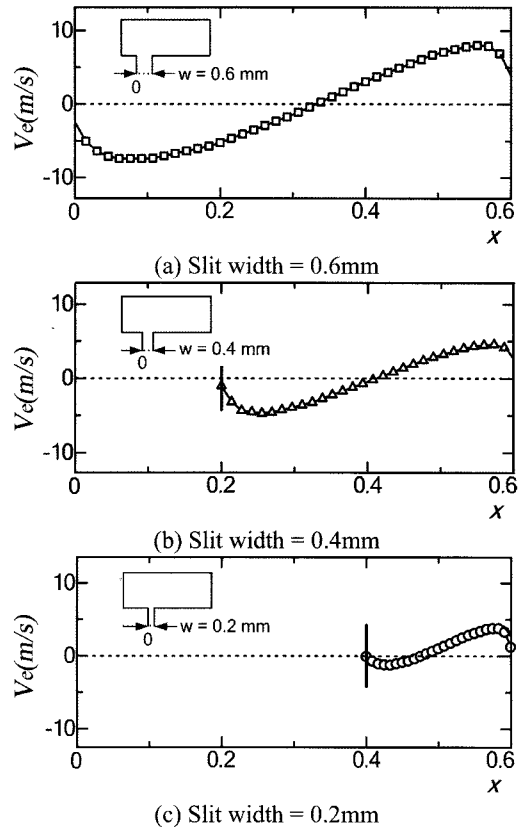 10
0
-10
Ve(m/s)
0
w = 0.6 mm
0
0.2
0.4
0.6
x
(a) Slit width = 0.6mm
10
0
-10
Ve(m/s)
0
w = 0.4 mm
0
0.2
0.4
0.6
x
(b) Slit width = 0.4mm
10
0
-10
Ve(m/s)
0
w = 0.2 mm
0
0.2
0.4
0.6
x
(c) Slit width = 0.2mm